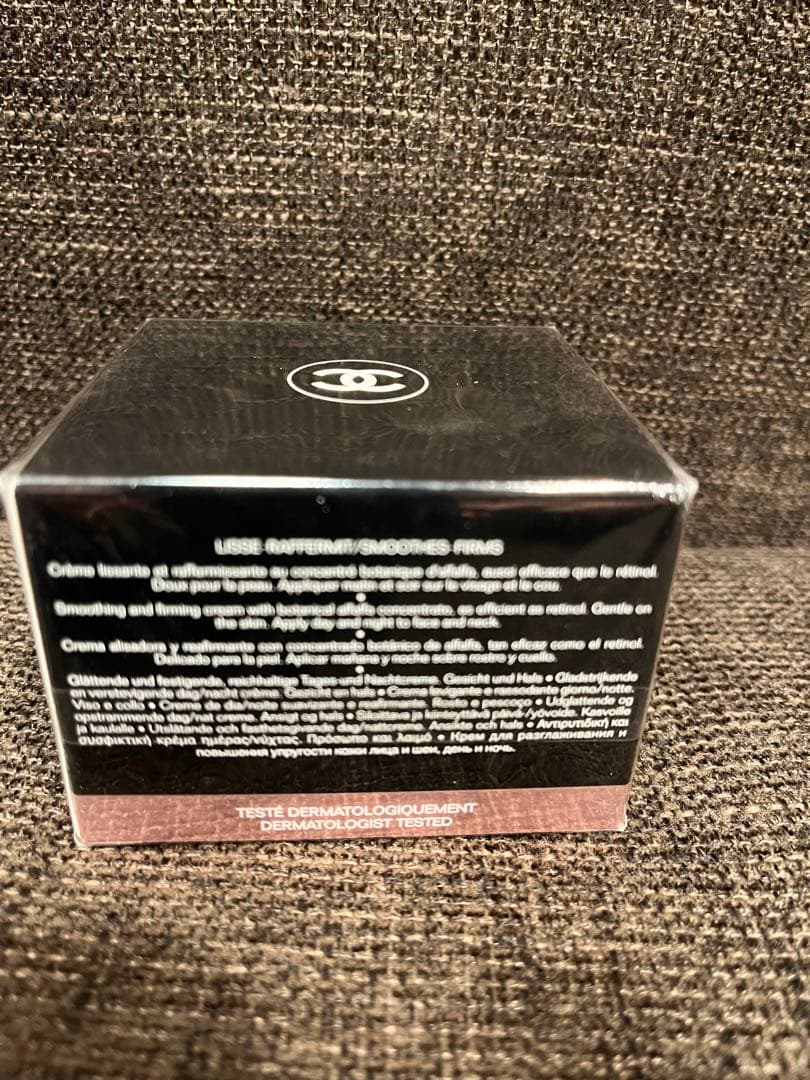 LISSE-RAFFERMIT/SMOOTHES-FIRMS
Crème lissante et raffermissante au concentré botanique d'alfalfa, aussi efficace que le rétinol.
Doux pour la peau. Appliquer matin et soir sur le visage et le cou.
Smoothing and firming cream with botanical alfalfa concentrate, as efficient as retinol. Gentle on
the skin. Apply day and night to face and neck.
Crema alisadora y reafirmante con concentrado botánico de alfalfa, tan eficaz como el retinol.
Delicado para la piel. Aplicar mañana y noche sobre rostro y cuello.
Glättende und festigende, reichhaltige Tages- und Nachtcreme. Gesicht und Hals • Gladstrijkende
en verstevigende dag/nacht crème. Gezicht en hals • Crema levigante e rassodante giorno/notte.
Viso e collo • Creme de dia/noite alisador e reafirmante. Rosto e pescoço • Udglattende og
opstrammende dag/nat creme. Ansigt og hals • Silottava ja kiinteyttävä päivä-/yövoide. Kasvoille
ja kaulalle • Utslätande och fasthetsgivande dag/nattcreme. Ansikte och hals • Αντιρυτιδική και
συσφικτική κρέμα ημέρας/νύχτας. Πρόσωπο και λαιμό • Крем для разглаживания и
повышения упругости кожи лица и шеи, день и ночь.
TESTÉ DERMATOLOGIQUEMENT
DERMATOLOGIST TESTED